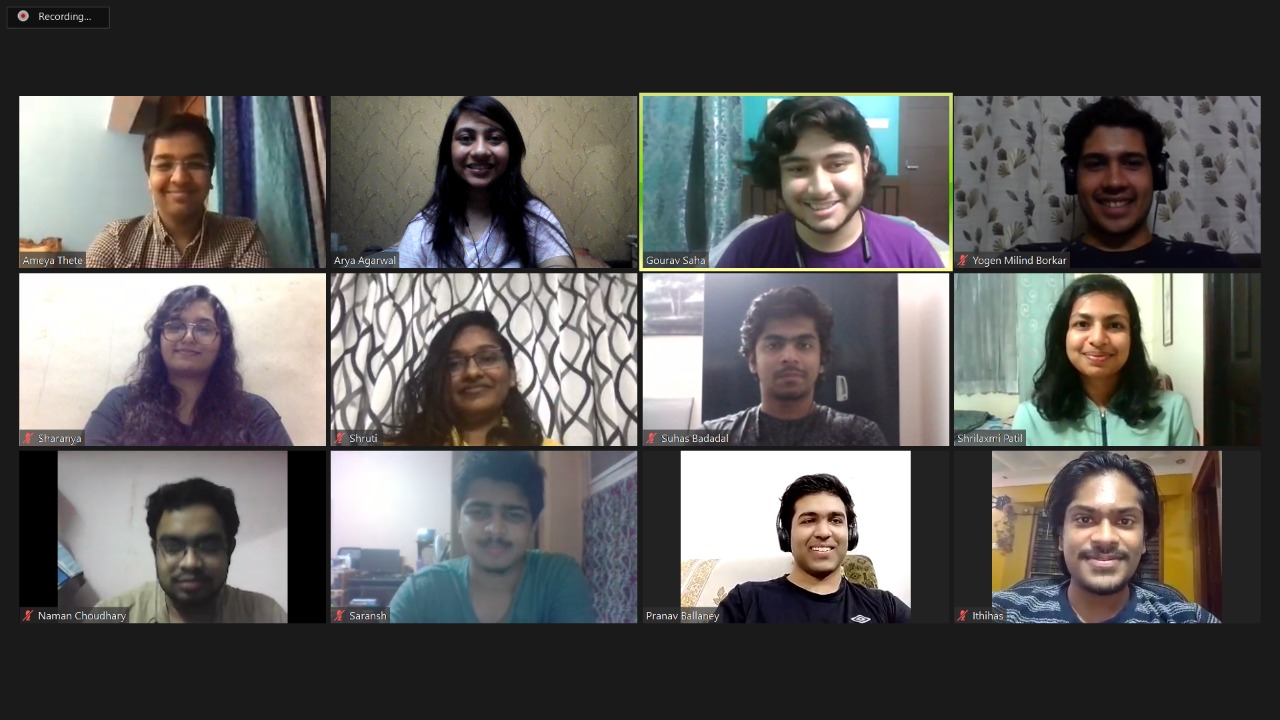 Recording...
Ameya Thete
Arya Agarwal
Gourav Saha
Yogen Milind Borkar
Sharanya
Shruti
Suhas Badadal
Shrilaxmi Patil
Naman Choudhary
Saransh
Pranav Ballaney
Ithihas